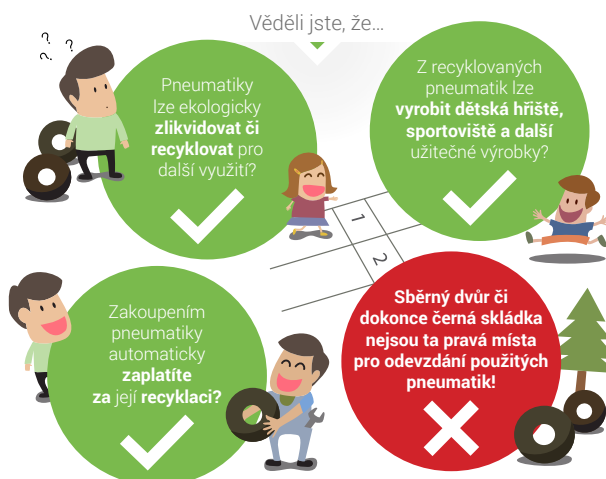 Věděli jste, že...
Pneumatiky
lze ekologicky
zlikvidovat či
recyklovat pro
další využití?
Z recyklovaných
pneumatik lze
vyrobit dětská hřiště,
sportoviště a další
užitečné výrobky?
1
2
Zakoupením
pneumatiky
automaticky
zaplatíte
za její recyklaci?
Sběrný dvůr či
dokonce černá skládka
nejsou ta pravá místa
pro odevzdání použitých
pneumatik!
? ? ?